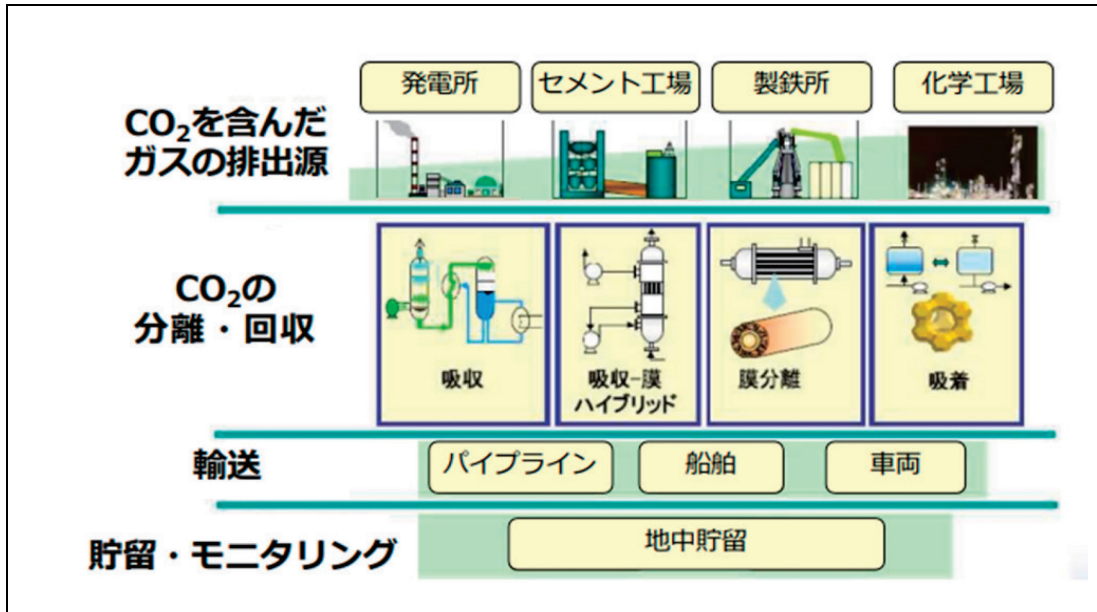 発電所
セメント工場
製鉄所
化学工場
CO₂を含んだ
ガスの排出源
CO₂の
分離・回収
吸収
吸収-膜
ハイブリッド
膜分離
吸着
輸送
パイプライン
船舶
車両
貯留・モニタリング
地中貯留